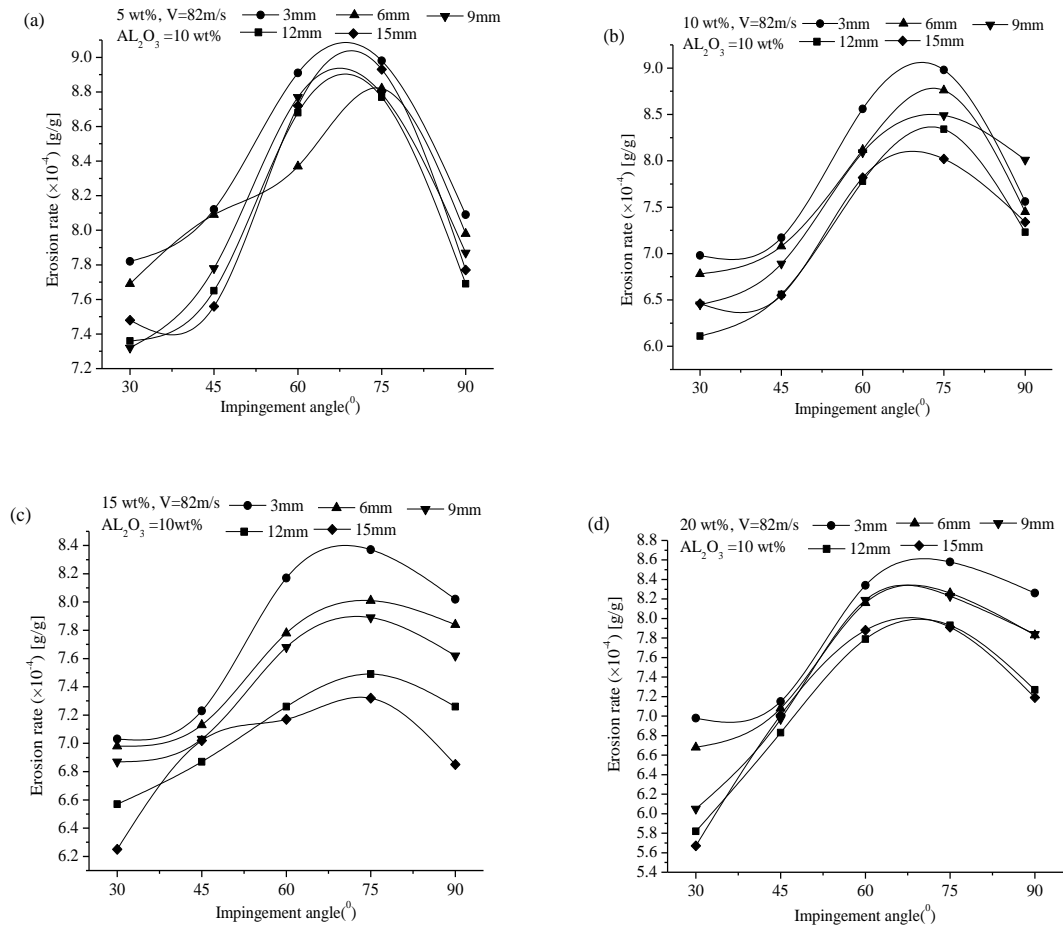 (a)
5 wt%, V=82m/s 3mm 6mm 9mm
AL₂O₃ =10 wt% 12mm 15mm
Erosion rate (×10⁻⁴) [g/g]
9.0
8.8
8.6
8.4
8.2
8.0
7.8
7.6
7.4
7.2
30 45 60 75 90
Impingement angle(⁰)
(b)
10 wt%, V=82m/s 3mm 6mm 9mm
AL₂O₃ =10 wt% 12mm 15mm
Erosion rate (×10⁻⁴) [g/g]
9.0
8.5
8.0
7.5
7.0
6.5
6.0
30 45 60 75 90
Impingement angle(⁰)
(c)
15 wt%, V=82m/s 3mm 6mm 9mm
AL₂O₃ =10wt% 12mm 15mm
Erosion rate (×10⁻⁴) [g/g]
8.4
8.2
8.0
7.8
7.6
7.4
7.2
7.0
6.8
6.6
6.4
6.2
30 45 60 75 90
Impingement angle(⁰)
(d)
20 wt%, V=82m/s 3mm 6mm 9mm
AL₂O₃ =10 wt% 12mm 15mm
Erosion rate (×10⁻⁴) [g/g]
8.8
8.6
8.4
8.2
8.0
7.8
7.6
7.4
7.2
7.0
6.8
6.6
6.4
6.2
6.0
5.8
5.6
5.4
30 45 60 75 90
Impingement angle(⁰)